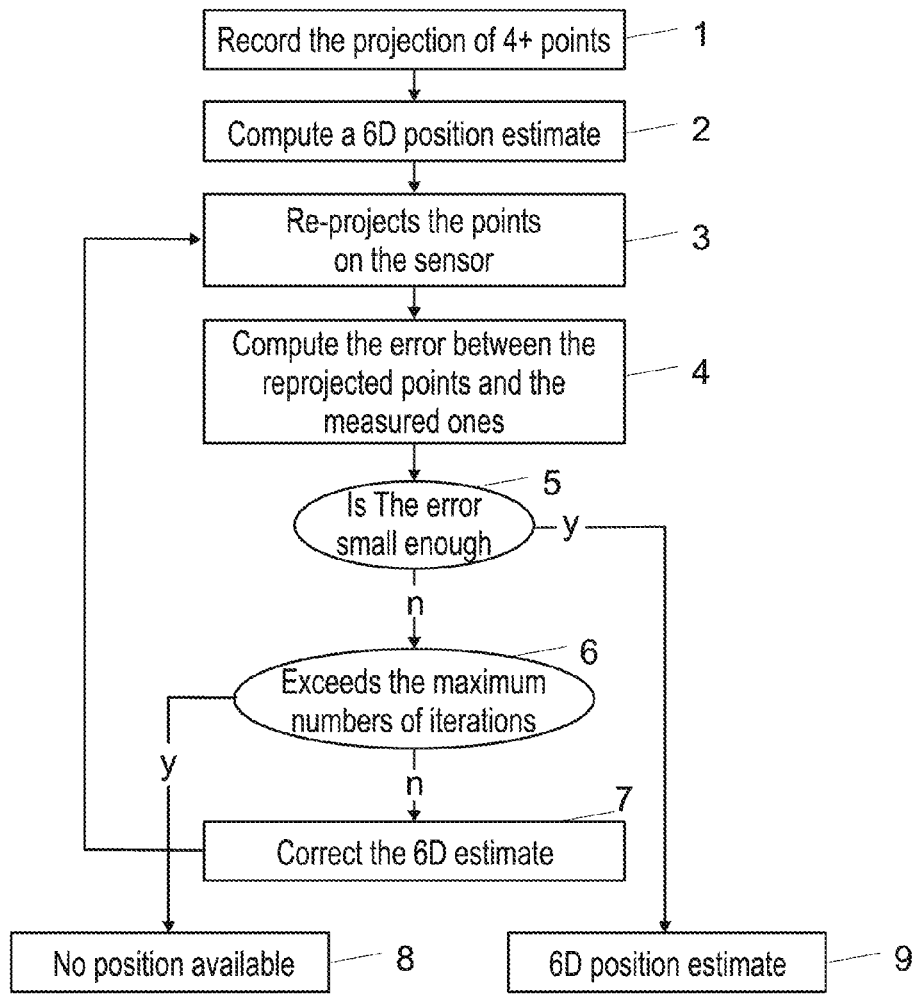 Record the projection of 4+ points
1
Compute a 6D position estimate
2
Re-projects the points
on the sensor
3
Compute the error between the
reprojected points and the
measured ones
4
5
Is The error
small enough
y
n
6
Exceeds the maximum
numbers of iterations
y
n
7
Correct the 6D estimate
No position available
8
6D position estimate
9